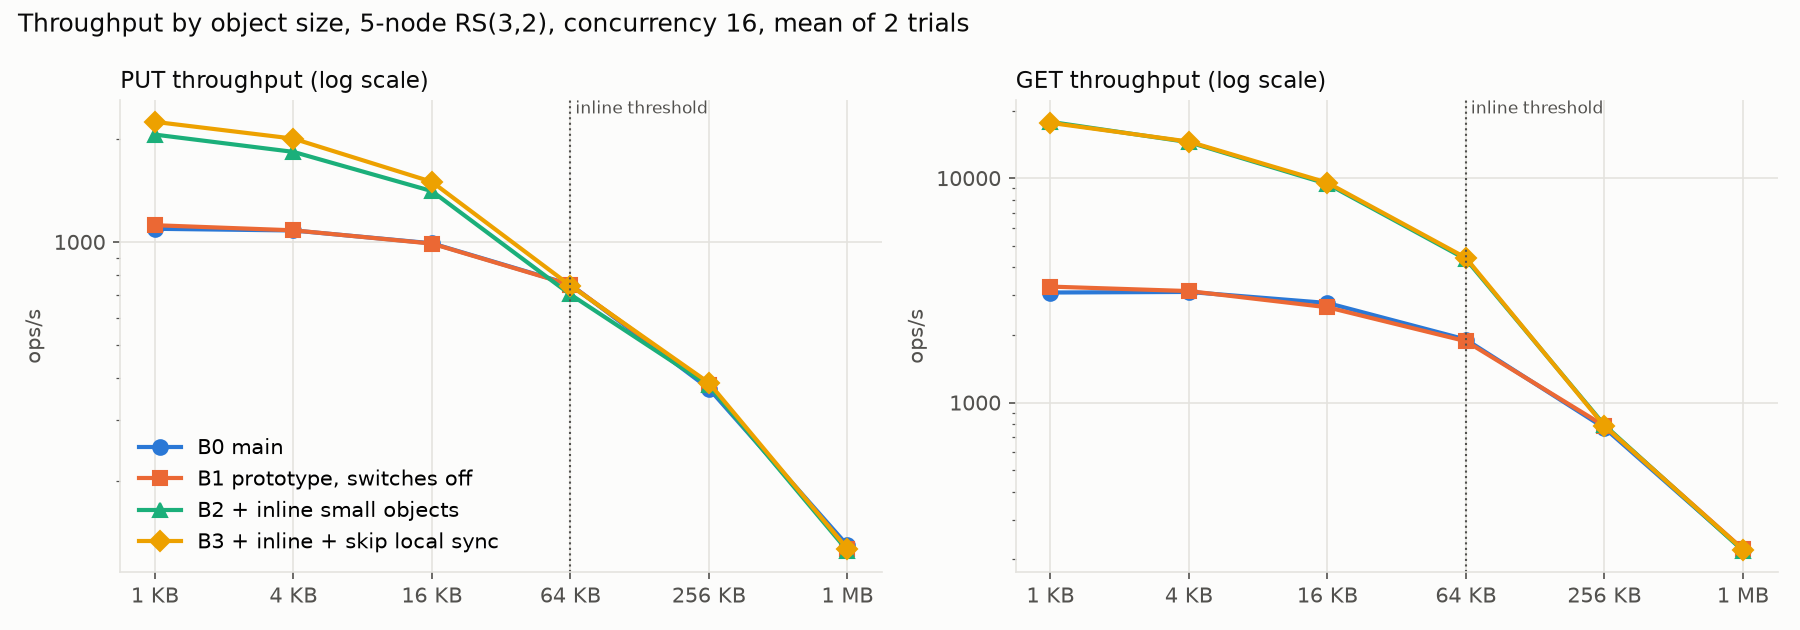 Throughput by object size, 5-node RS(3,2), concurrency 16, mean of 2 trials
PUT throughput (log scale)
inline threshold
1000
ops/s
B0 main
B1 prototype, switches off
B2 + inline small objects
B3 + inline + skip local sync
1 KB
4 KB
16 KB
64 KB
256 KB
1 MB
GET throughput (log scale)
inline threshold
10000
1000
ops/s
1 KB
4 KB
16 KB
64 KB
256 KB
1 MB